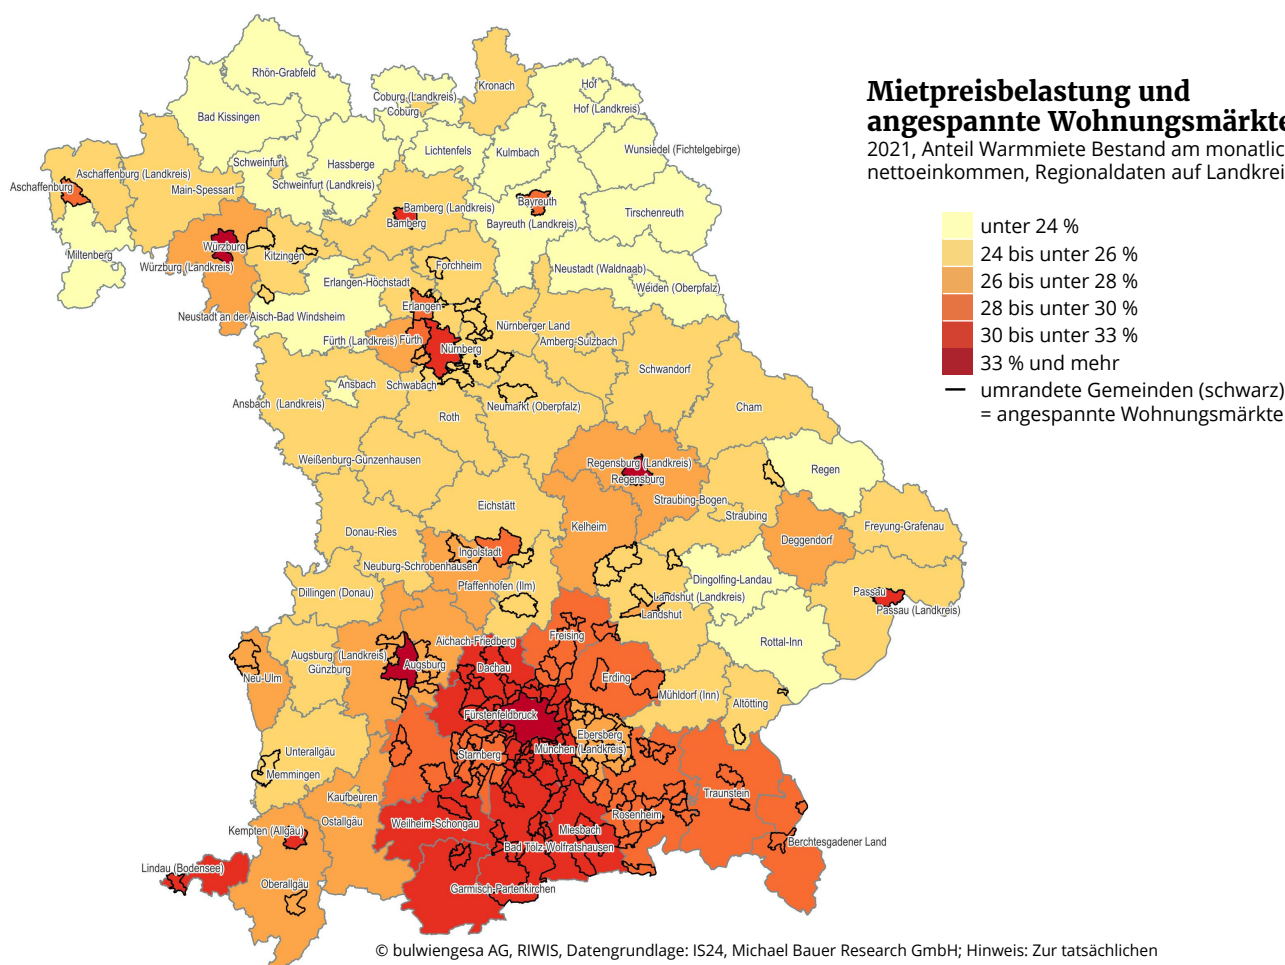 Mietpreisbelastung und
angespannte Wohnungsmärkte
2021, Anteil Warmmiete Bestand am monatlic
nettoeinkommen, Regionaldaten auf Landkrei
unter 24 %
24 bis unter 26 %
26 bis unter 28 %
28 bis unter 30 %
30 bis unter 33 %
33 % und mehr
umrandete Gemeinden (schwarz)
= angespannte Wohnungsmärkte
Rhön-Grabfeld
Kronach
Hof
Coburg (Landkreis)
Hof (Landkreis)
Coburg
Bad Kissingen
Lichtenfels
Kulmbach
Wunsiedel (Fichtelgebirge)
Schweinfurt
Hassberge
Aschaffenburg (Landkreis)
Aschaffenburg
Main-Spessart
Schweinfurt (Landkreis)
Bamberg (Landkreis)
Bayreuth
Tirschenreuth
Bamberg
Bayreuth (Landkreis)
Würzburg
Miltenberg
Kitzingen
Würzburg (Landkreis)
Forchheim
Neustadt (Waldnaab)
Erlangen-Höchstadt
Weiden (Oberpfalz)
Erlangen
Neustadt an der Aisch-Bad Windsheim
Nürnberger Land
Fürth (Landkreis)
Fürth
Nürnberg
Amberg-Sulzbach
Schwandorf
Ansbach
Schwabach
Ansbach (Landkreis)
Neumarkt (Oberpfalz)
Cham
Roth
Weißenburg-Gunzenhausen
Regensburg (Landkreis)
Regensburg
Regen
Straubing-Bogen
Eichstätt
Straubing
Donau-Ries
Kelheim
Freyung-Grafenau
Deggendorf
Ingolstadt
Neuburg-Schrobenhausen
Dingolfing-Landau
Pfaffenhofen (Ilm)
Dillingen (Donau)
Landshut (Landkreis)
Passau
Passau (Landkreis)
Landshut
Aichach-Friedberg
Freising
Rottal-Inn
Augsburg (Landkreis)
Augsburg
Günzburg
Dachau
Neu-Ulm
Erding
Mühldorf (Inn)
Altötting
Fürstenfeldbruck
Ebersberg
Unterallgäu
Starnberg
München (Landkreis)
Memmingen
Kaufbeuren
Traunstein
Ostallgäu
Rosenheim
Kempten (Allgäu)
Weilheim-Schongau
Miesbach
Berchtesgadener Land
Bad Tölz-Wolfratshausen
Lindau (Bodensee)
Oberallgäu
Garmisch-Partenkirchen
© bulwiengesa AG, RIWIS, Datengrundlage: IS24, Michael Bauer Research GmbH; Hinweis: Zur tatsächlichen